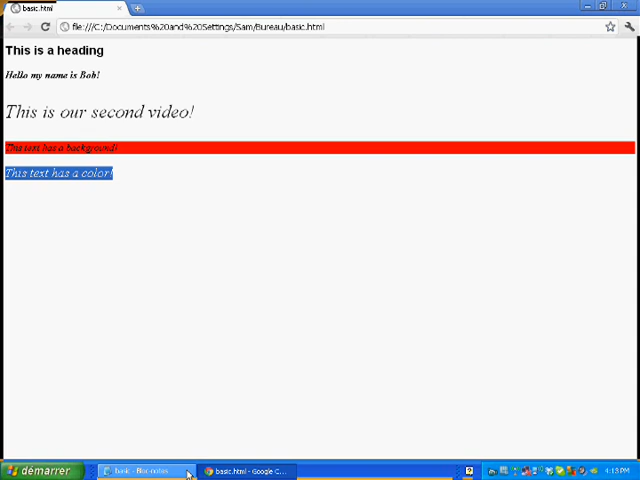 basic.html
file:///C:/Documents%20and%20Settings/Sam/Bureau/basic.html
This is a heading
Hello my name is Bob!
This is our second video!
This text has a background!
This text has a color!
démarrer
basic - Bloc-notes
basic.html - Google C...
4:13 PM